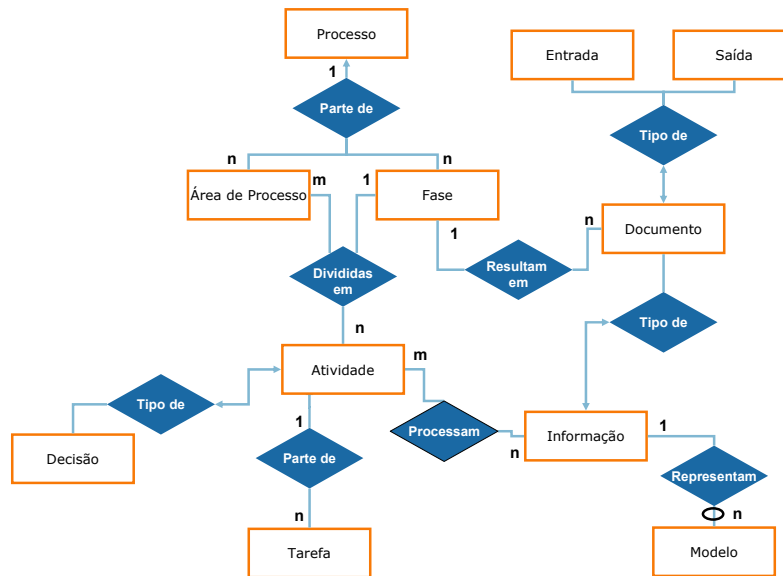 Processo
Entrada
Saída
1
Parte de
Tipo de
n
n
m
1
Área de Processo
Fase
1
n
Documento
Divididas
em
Resultam
em
Tipo de
n
m
Atividade
Tipo de
1
Processam
Informação
1
n
Decisão
Parte de
Representam
n
n
Tarefa
Modelo